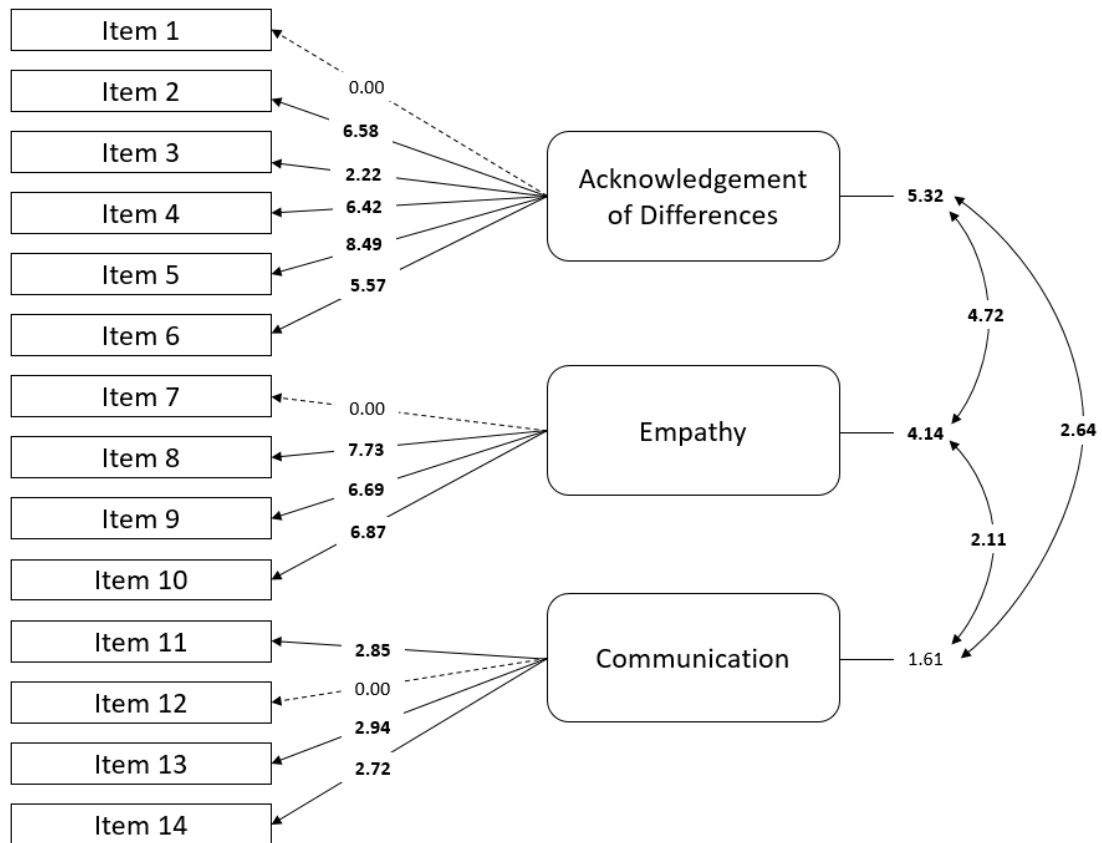 Item 1
Item 2
Item 3
Item 4
Item 5
Item 6
Item 7
Item 8
Item 9
Item 10
Item 11
Item 12
Item 13
Item 14
0.00
6.58
2.22
6.42
8.49
5.57
0.00
7.73
6.69
6.87
2.85
0.00
2.94
2.72
Acknowledgement
of Differences
Empathy
Communication
5.32
4.72
4.14
2.64
2.11
1.61